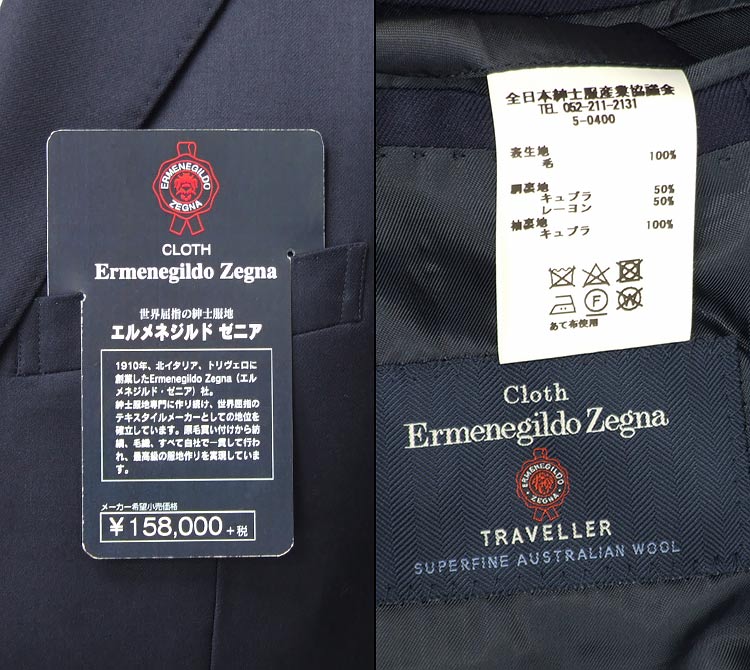 ERMENEGILDO
ZEGNA
CLOTH
Ermenegildo Zegna
世界屈指の紳士服地
エルメネジルド ゼニア
1910年、北イタリア、トリヴェロに
創業したErmenegildo Zegna（エル
メネジルド・ゼニア）社。
紳士服地専門に作り続け、世界屈指の
テキスタイルメーカーとしての地位を
確立しています。原毛買い付けから紡
績、毛織、すべて自社で一貫して行わ
れ、最高級の服地作りを実現していま
す。
メーカー希望小売価格
¥158,000+税
全日本紳士服産業協議会
TEL 052-211-2131
5-0400
表生地
毛 100%
胴裏地
キュプラ 50%
レーヨン 50%
袖裏地
キュプラ 100%
F
W
あて布使用
Cloth
Ermenegildo Zegna
ERMENEGILDO
ZEGNA
TRAVELLER
SUPERFINE AUSTRALIAN WOOL